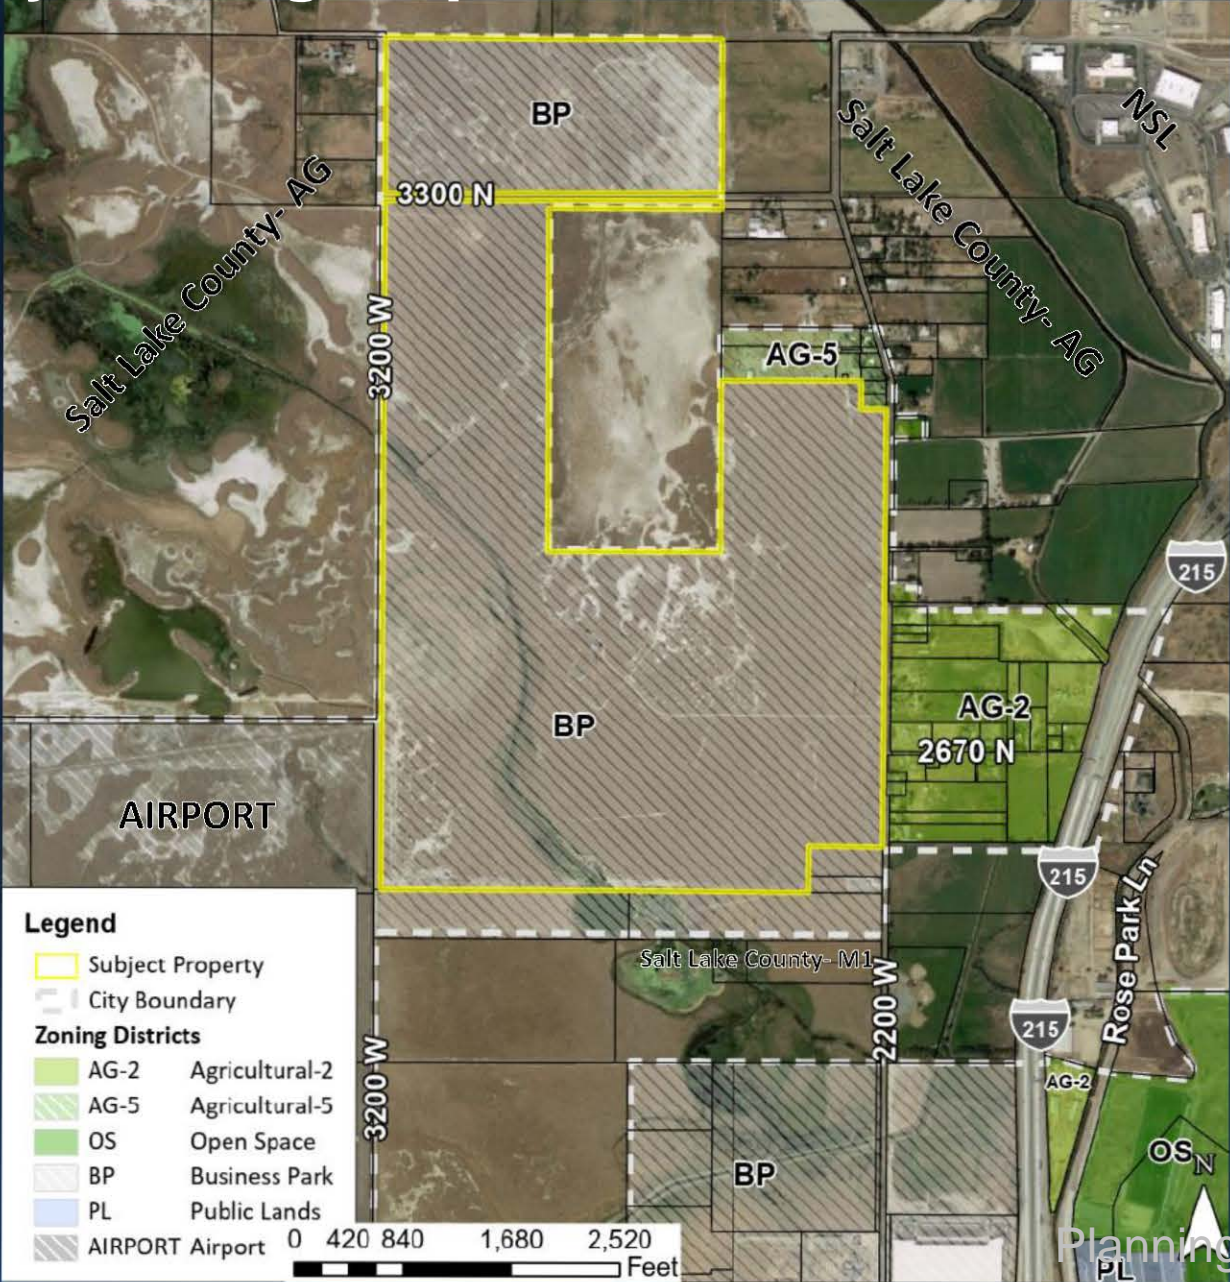 BP
NSL
Salt Lake County- AG
3300 N
Salt Lake County- AG
3200 W
AG-5
215
AG-2
2670 N
BP
AIRPORT
215
Rose Park Ln
Legend
Subject Property
City Boundary
Zoning Districts
AG-2 Agricultural-2
AG-5 Agricultural-5
OS Open Space
BP Business Park
PL Public Lands
AIRPORT Airport
Salt Lake County- M1
2200 W
215
3200 W
AG-2
BP
OS
N
0 420 840 1,680 2,520
Feet
Planning
PL